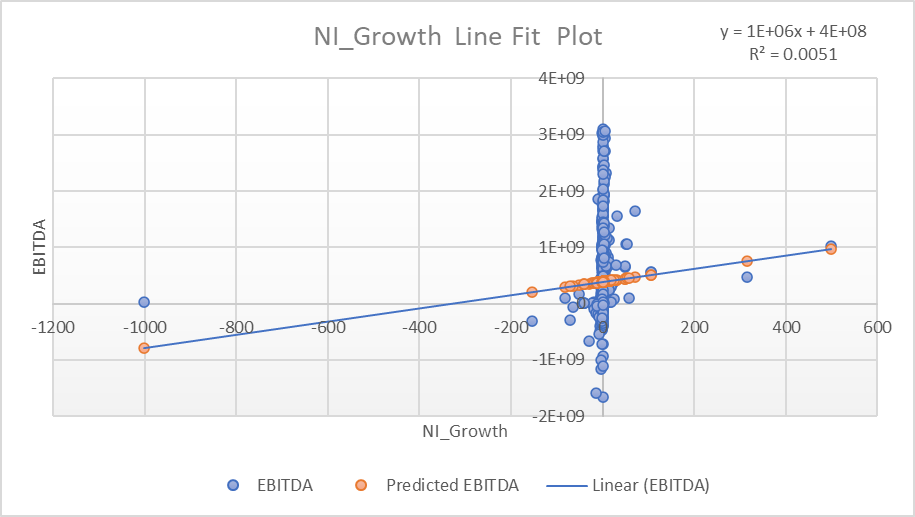 NI_Growth Line Fit Plot
y = 1E+06x + 4E+08
R² = 0.0051
4E+09
3E+09
2E+09
1E+09
0
-1E+09
-2E+09
-1200 -1000 -800 -600 -400 -200 0 200 400 600
EBITDA
NI_Growth
EBITDA Predicted EBITDA Linear (EBITDA)